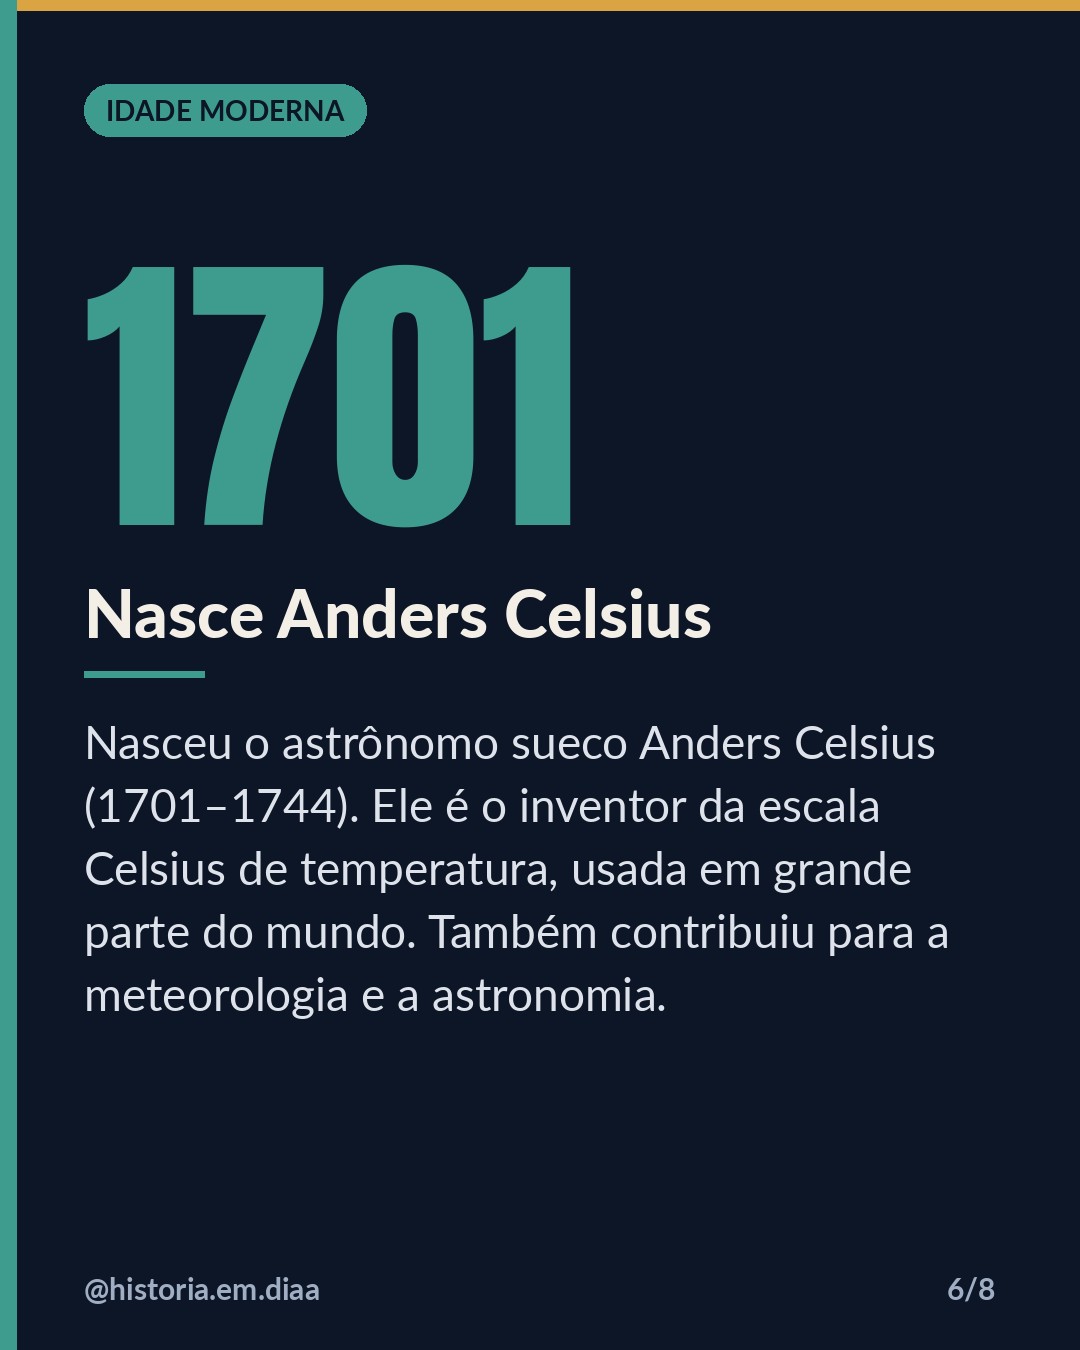 IDADE MODERNA
1701
Nasce Anders Celsius
Nasceu o astrônomo sueco Anders Celsius
(1701–1744). Ele é o inventor da escala
Celsius de temperatura, usada em grande
parte do mundo. Também contribuiu para a
meteorologia e a astronomia.
@historia.em.diaa
6/8